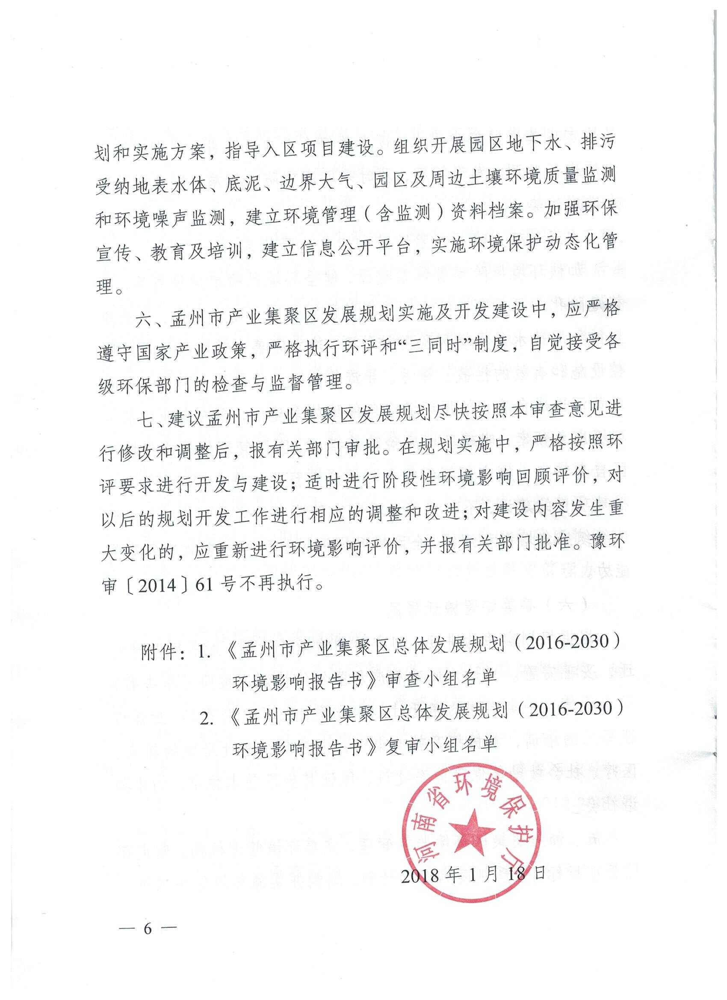 划和实施方案，指导入区项目建设。组织开展园区地下水、排污
受纳地表水体、底泥、边界大气、园区及周边土壤环境质量监测
和环境噪声监测，建立环境管理（含监测）资料档案。加强环保
宣传、教育及培训，建立信息公开平台，实施环境保护动态化管
理。
六、孟州市产业集聚区发展规划实施及开发建设中，应严格
遵守国家产业政策，严格执行环评和“三同时”制度，自觉接受各
级环保部门的检查与监督管理。
七、建议孟州市产业集聚区发展规划尽快按照本审查意见进
行修改和调整后，报有关部门审批。在规划实施中，严格按照环
评要求进行开发与建设；适时进行阶段性环境影响回顾评价，对
以后的规划开发工作进行相应的调整和改进；对建设内容发生重
大变化的，应重新进行环境影响评价，并报有关部门批准。豫环
审〔2014〕61 号不再执行。
附件：1. 《孟州市产业集聚区总体发展规划（2016-2030）
环境影响报告书》审查小组名单
2. 《孟州市产业集聚区总体发展规划（2016-2030）
环境影响报告书》复审小组名单
河南省环境保护厅
2018 年 1 月 18 日
— 6 —